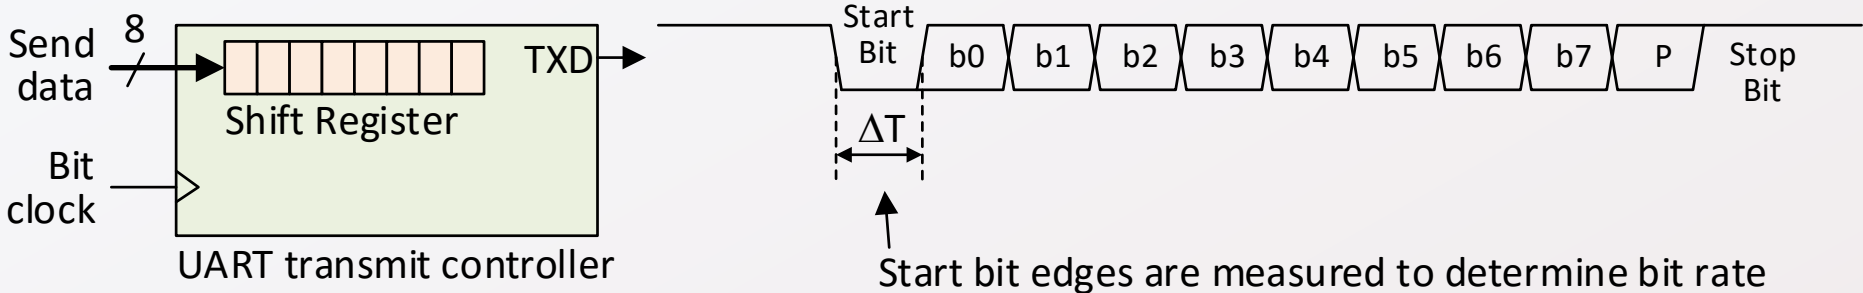 Send
data
8
Shift Register
TXD
Bit
clock
UART transmit controller
Start
Bit
b0
b1
b2
b3
b4
b5
b6
b7
P
Stop
Bit
ΔT
Start bit edges are measured to determine bit rate